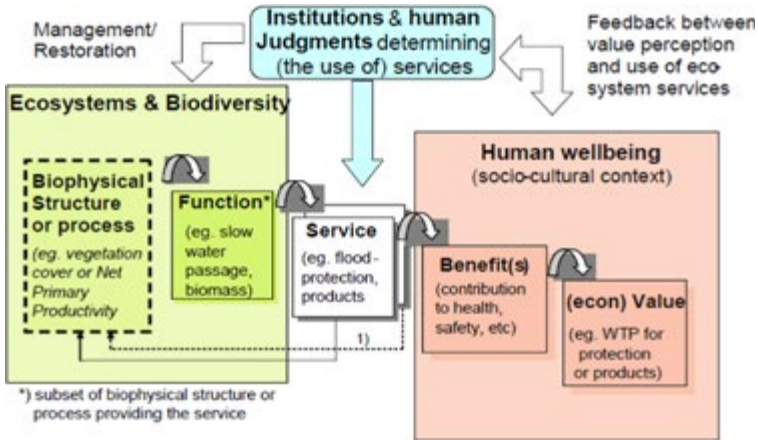 Management/
Restoration
Institutions & human
Judgments determining
(the use of) services
Feedback between
value perception
and use of eco-
system services
Ecosystems & Biodiversity
Biophysical
Structure
or process
(eg. vegetation
cover or Net
Primary
Productivity
Function*
(eg. slow
water
passage,
biomass)
Service
(eg. flood-
protection,
products
Human wellbeing
(socio-cultural context)
Benefit(s)
(contribution
to health,
safety, etc)
(econ) Value
(eg. WTP for
protection
or products)
1)
*) subset of biophysical structure or
process providing the service